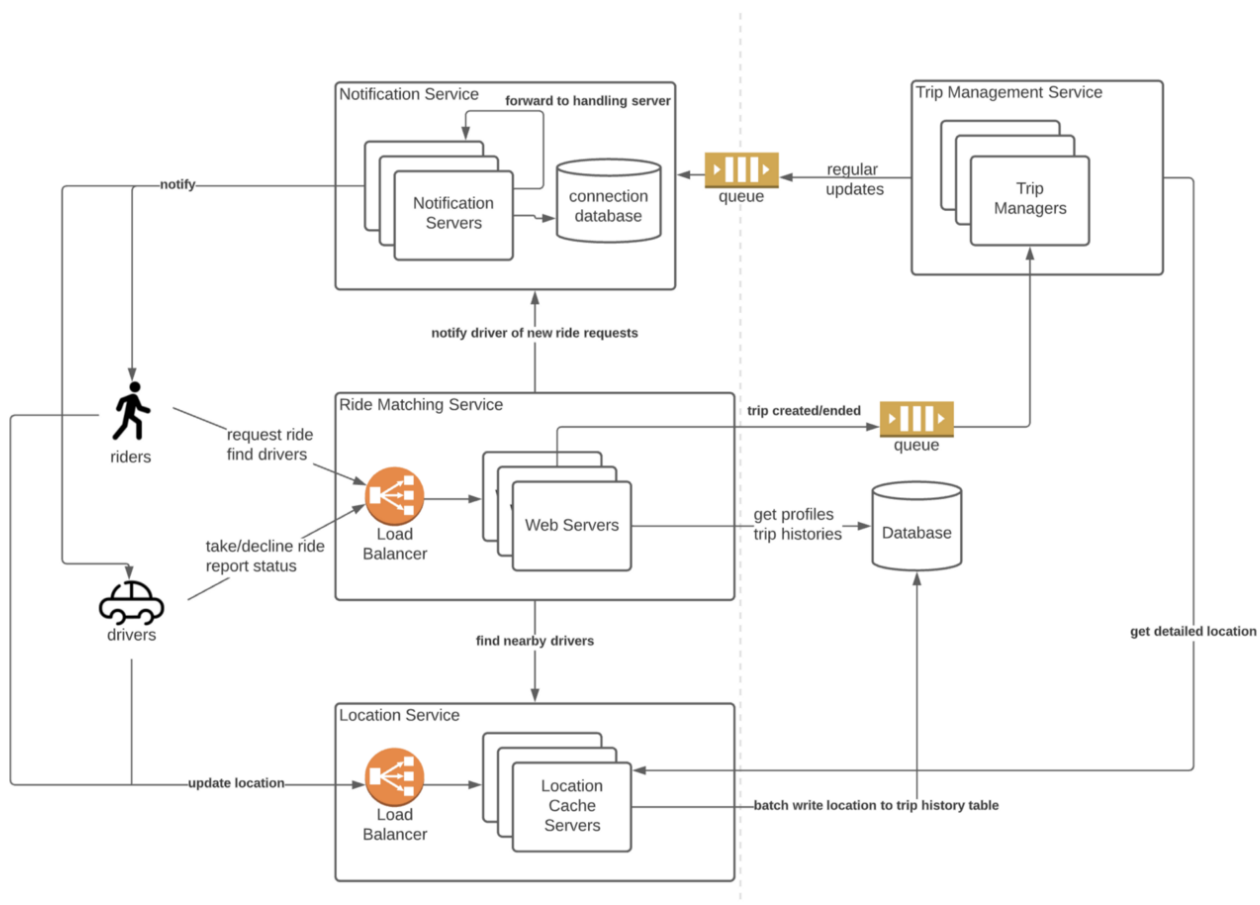 Notification Service
forward to handling server
Notification
Servers
connection
database
queue
regular
updates
Trip Management Service
Trip
Managers
notify
notify driver of new ride requests
riders
request ride
find drivers
Ride Matching Service
Load
Balancer
Web Servers
trip created/ended
queue
get profiles
trip histories
Database
take/decline ride
report status
drivers
find nearby drivers
get detailed location
Location Service
update location
Load
Balancer
Location
Cache
Servers
batch write location to trip history table